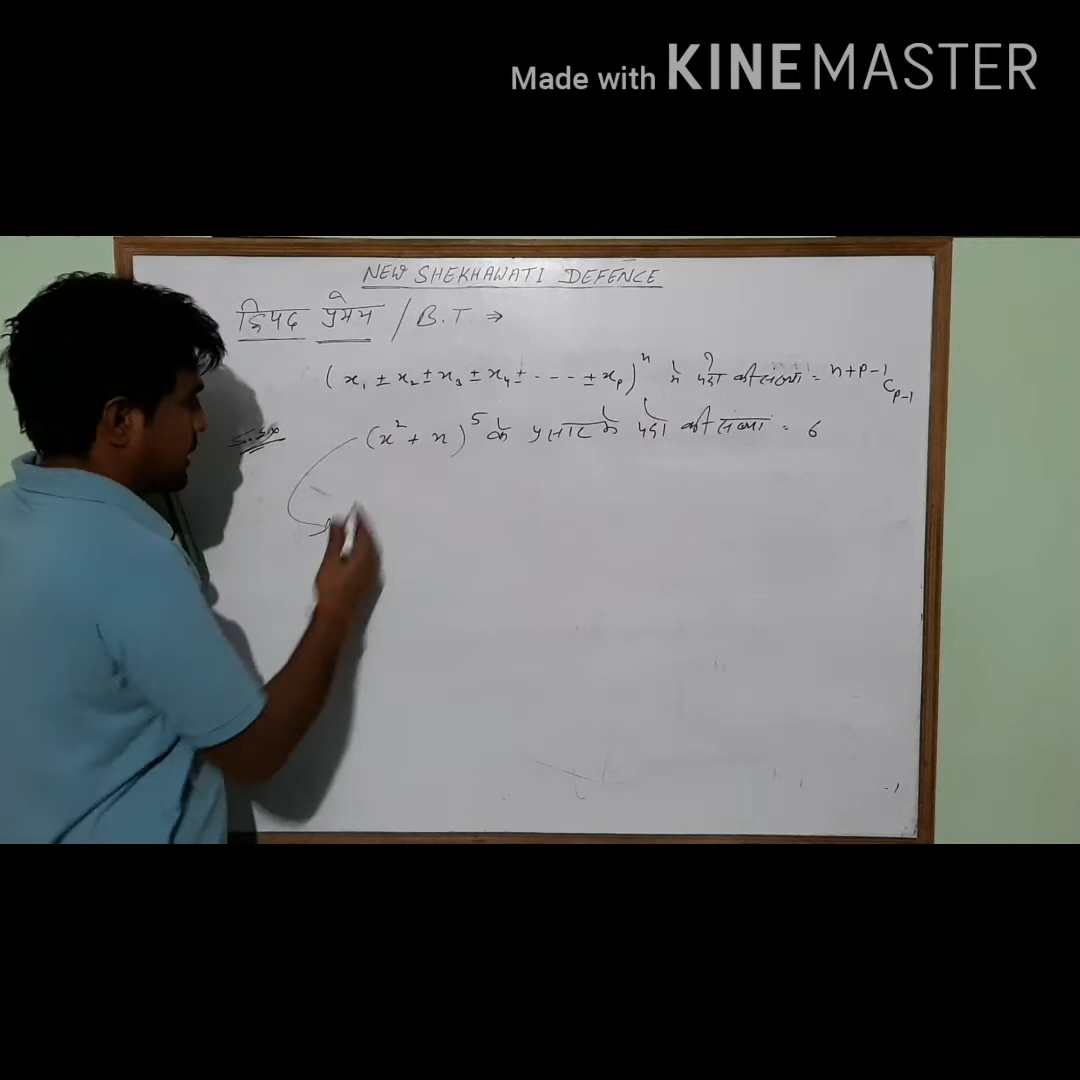 Made with KINEMASTER
NEW SHEKHAWATI DEFENCE
द्विपद प्रमेय / B.T. ⇒
(x₁ ± x₂ ± x₃ ± x₄ ± - - - ± xₚ)ⁿ में पदों की संख्या = ⁿ⁺ᵖ⁻¹Cₚ₋₁
(x² + x)⁵ के प्रसार में पदों की संख्या = 6